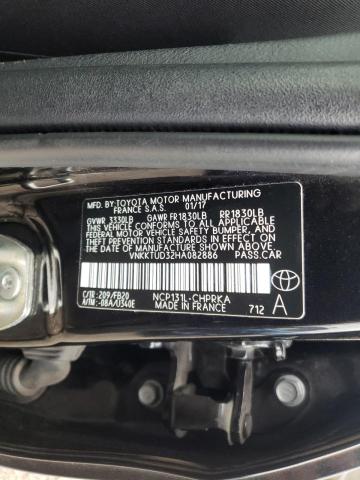 MFD. BY: TOYOTA MOTOR MANUFACTURING
FRANCE S.A.S. 01/17
GVWR 3330LB GAWR FR1830LB RR1830LB
THIS VEHICLE CONFORMS TO ALL APPLICABLE
FEDERAL MOTOR VEHICLE SAFETY, BUMPER, AND
THEFT PREVENTION STANDARDS IN EFFECT ON THE DATE OF
MANUFACTURE SHOWN ABOVE.
VNKKTUD32HA082886 PASS.CAR
C/TR:209/FB20 NCP131L-CHPRKA
A/TM:-08A/U340E MADE IN FRANCE 712 A